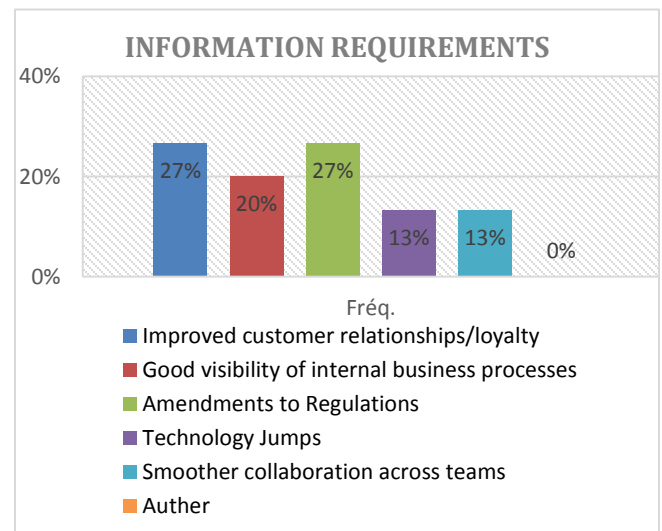 INFORMATION REQUIREMENTS
40%
20%
0%
27%
20%
27%
13%
13%
0%
Fréq.
Improved customer relationships/loyalty
Good visibility of internal business processes
Amendments to Regulations
Technology Jumps
Smoother collaboration across teams
Auther